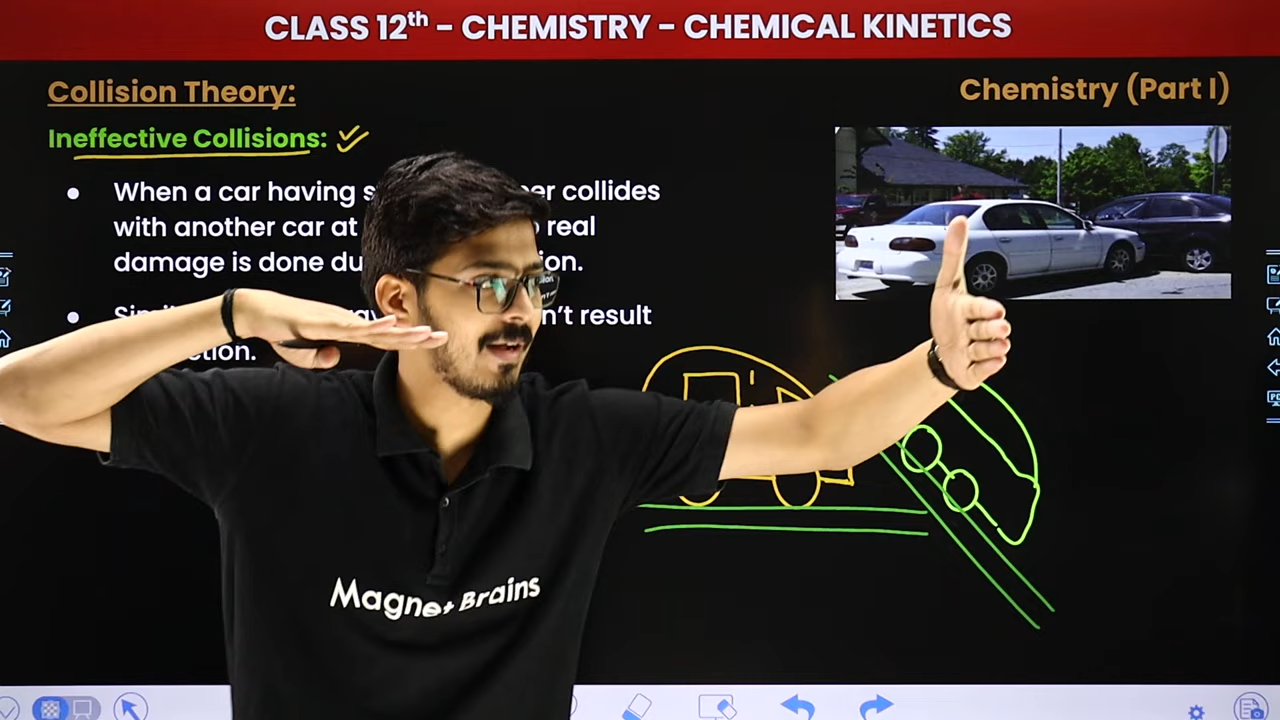 CLASS 12th – CHEMISTRY – CHEMICAL KINETICS
Collision Theory:
Chemistry (Part I)
Ineffective Collisions:
When a car having s er collides
with another car at real
damage is done du on.
n't result
ction.
Magnet Brains